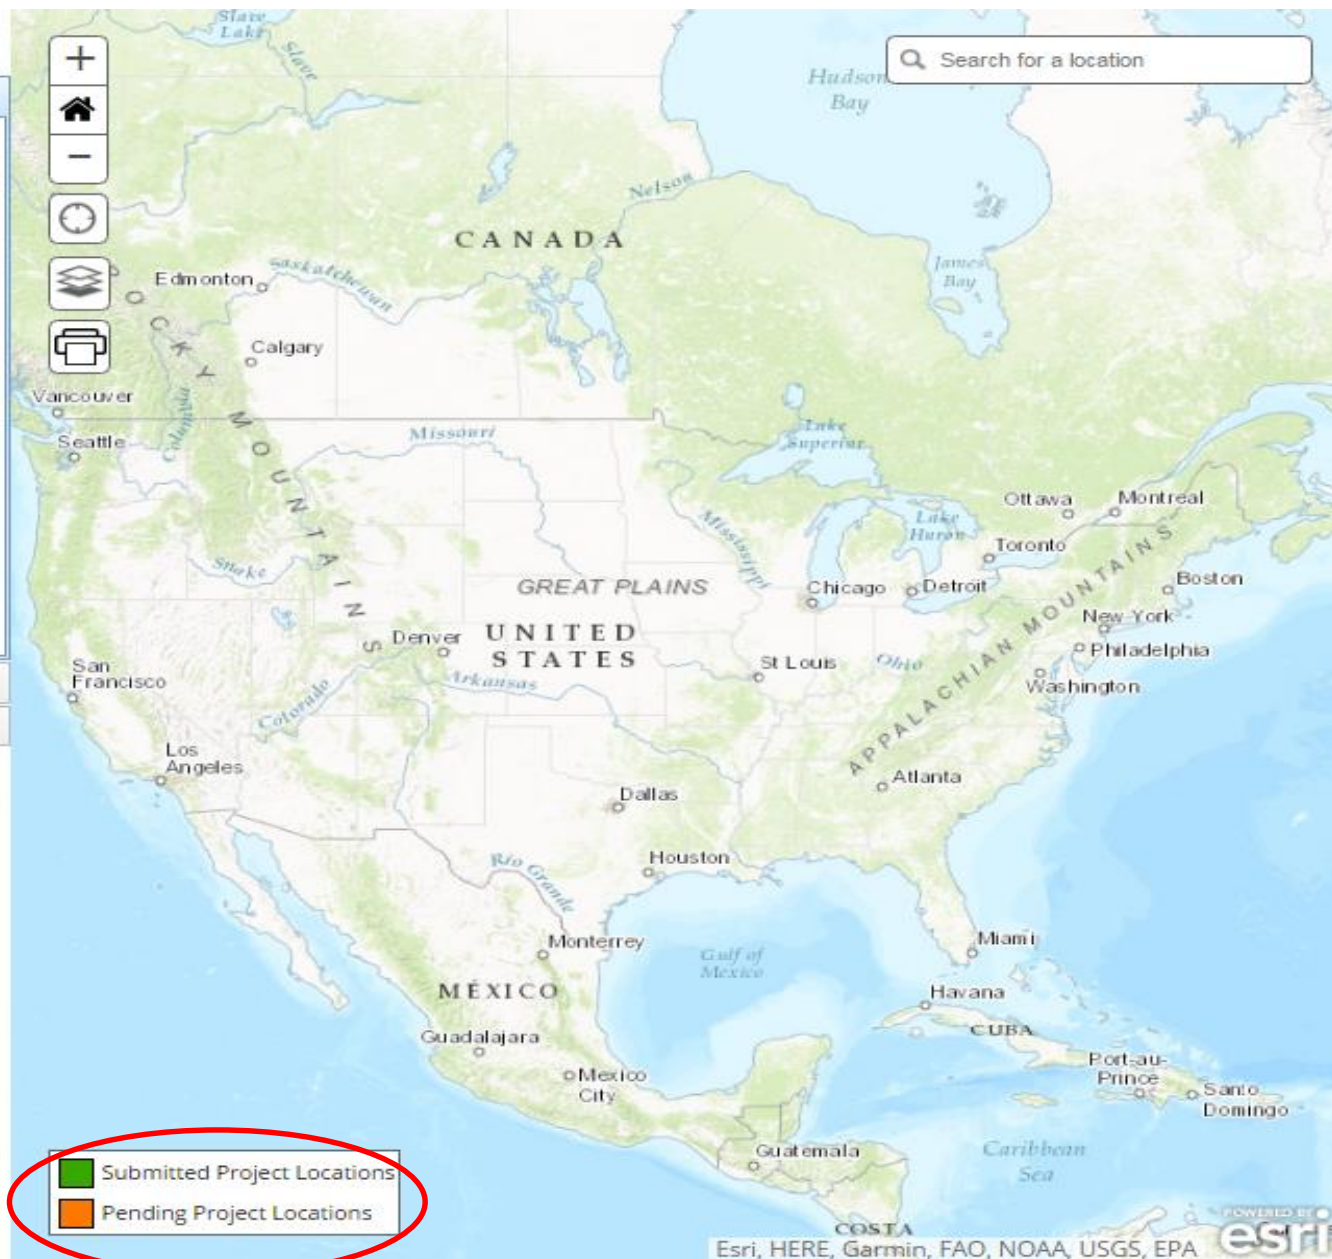 Slave
Lake
Slave
+
Search for a location
Hudson
Bay
−
Nelson
CANADA
James
Bay
Edmonton
Saskatchewan
ROCKY MOUNTAINS
Calgary
Vancouver
Columbia
Seattle
Missouri
Lake
Superior
Ottawa
Montreal
Mississippi
Lake
Huron
Toronto
Snake
GREAT PLAINS
Chicago
Detroit
Boston
APPALACHIAN MOUNTAINS
New York
Denver
UNITED
STATES
Philadelphia
San
Francisco
St Louis
Ohio
Arkansas
Washington
Colorado
Los
Angeles
Atlanta
Dallas
Houston
Río Grande
Monterrey
Gulf of
Mexico
Miami
MÉXICO
Havana
CUBA
Guadalajara
Mexico
City
Port-au-
Prince
Santo
Domingo
Guatemala
Caribbean
Sea
Submitted Project Locations
Pending Project Locations
COSTA
POWERED BY
esri
Esri, HERE, Garmin, FAO, NOAA, USGS, EPA